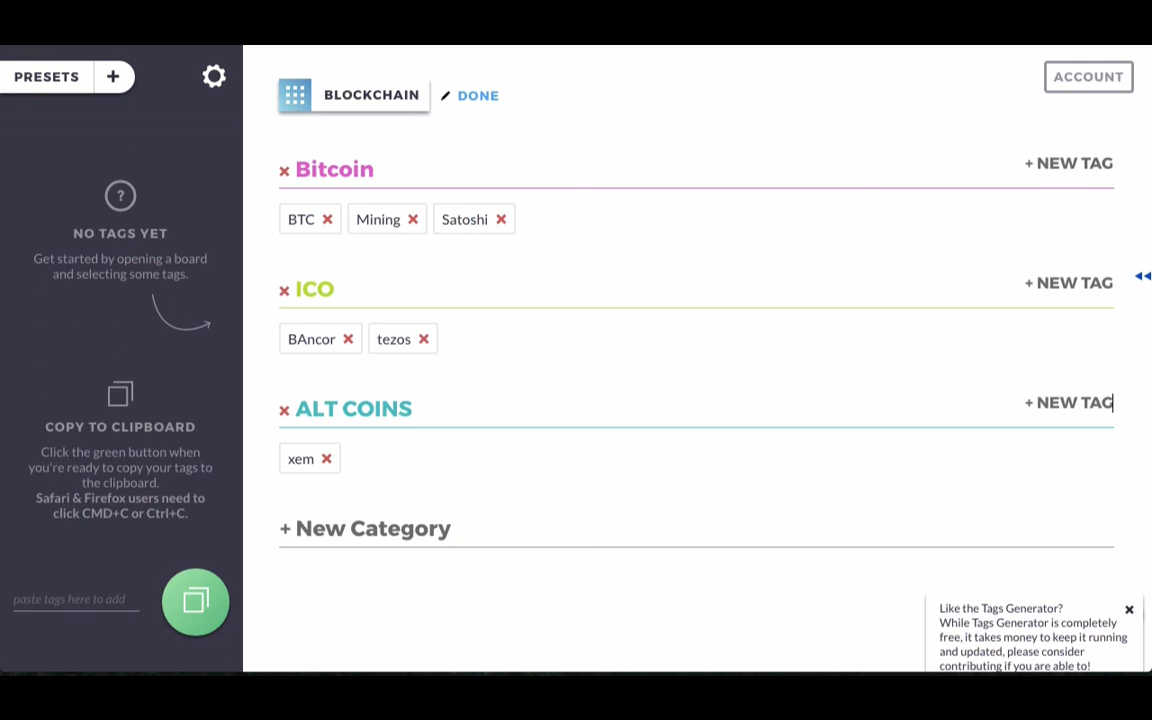 PRESETS +
ACCOUNT
BLOCKCHAIN
DONE
× Bitcoin
+ NEW TAG
BTC × Mining × Satoshi ×
× ICO
+ NEW TAG
BAncor × tezos ×
× ALT COINS
+ NEW TAG
xem ×
+ New Category
?
NO TAGS YET
Get started by opening a board
and selecting some tags.
COPY TO CLIPBOARD
Click the green button when
you're ready to copy your tags to
the clipboard.
Safari & Firefox users need to
click CMD+C or Ctrl+C.
paste tags here to add
Like the Tags Generator? ×
While Tags Generator is completely
free, it takes money to keep it running
and updated, please consider
contributing if you are able to!